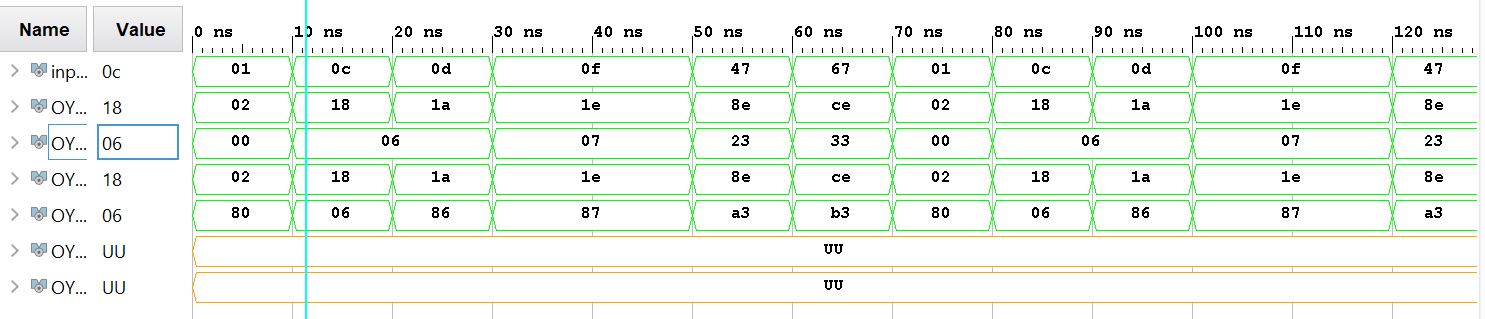 Name Value 0 ns 10 ns 20 ns 30 ns 40 ns 50 ns 60 ns 70 ns 80 ns 90 ns 100 ns 110 ns 120 ns
inp... 0c 01 0c 0d 0f 47 67 01 0c 0d 0f 47
OY... 18 02 18 1a 1e 8e ce 02 18 1a 1e 8e
OY... 06 00 06 07 23 33 00 06 07 23
OY... 18 02 18 1a 1e 8e ce 02 18 1a 1e 8e
OY... 06 80 06 86 87 a3 b3 80 06 86 87 a3
OY... UU UU
OY... UU UU